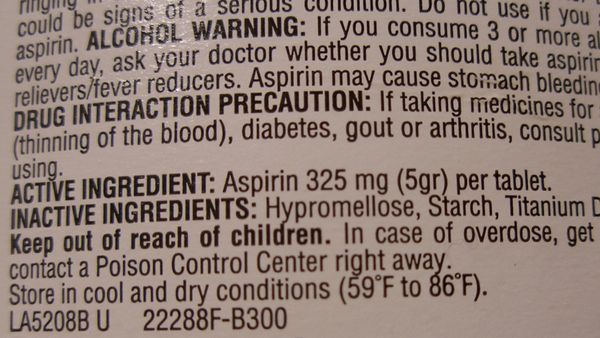 ringing in
could be signs of a serious condition. Do not use if you
aspirin. ALCOHOL WARNING: If you consume 3 or more al
every day, ask your doctor whether you should take aspirin
relievers/fever reducers. Aspirin may cause stomach bleedin
DRUG INTERACTION PRECAUTION: If taking medicines for
(thinning of the blood), diabetes, gout or arthritis, consult p
using.
ACTIVE INGREDIENT: Aspirin 325 mg (5gr) per tablet.
INACTIVE INGREDIENTS: Hypromellose, Starch, Titanium D
Keep out of reach of children. In case of overdose, get
contact a Poison Control Center right away.
Store in cool and dry conditions (59°F to 86°F).
LA5208B U 22288F-B300